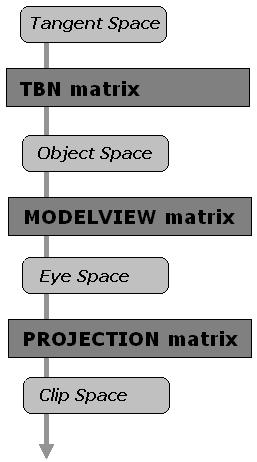 Tangent Space
TBN matrix
Object Space
MODELVIEW matrix
Eye Space
PROJECTION matrix
Clip Space